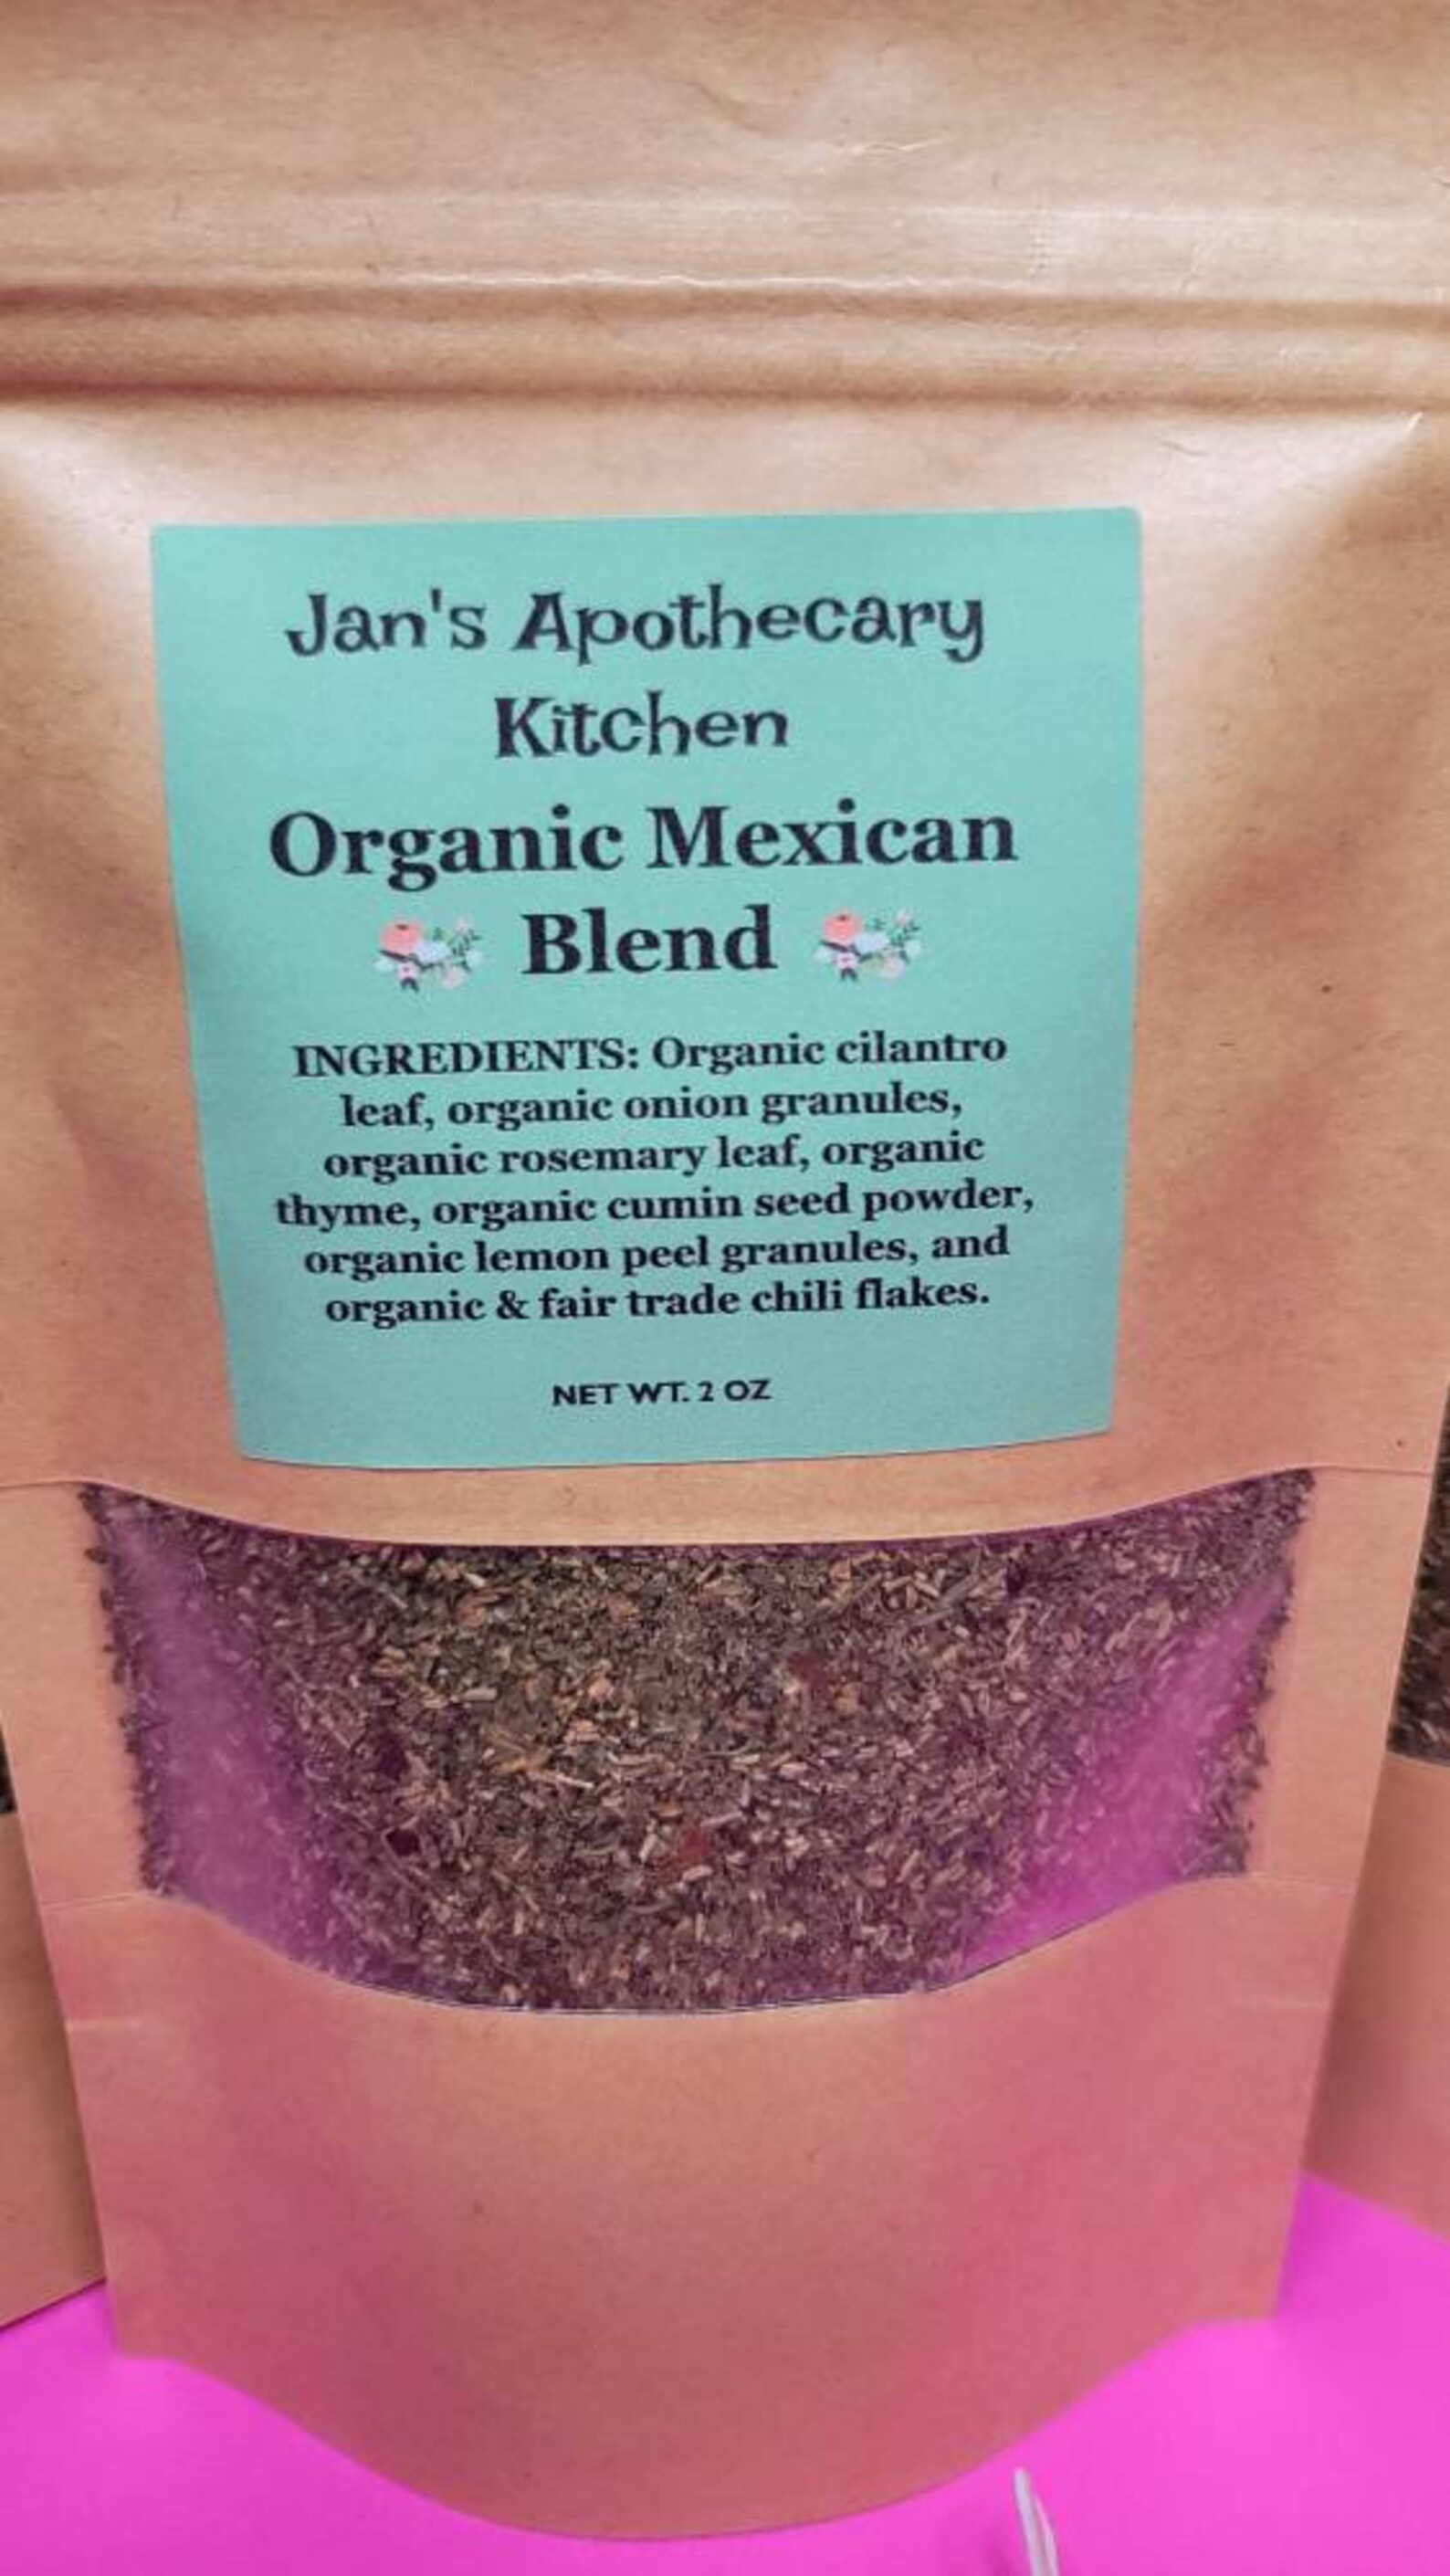 Jan's Apothecary
Kitchen
Organic Mexican
Blend
INGREDIENTS: Organic cilantro
leaf, organic onion granules,
organic rosemary leaf, organic
thyme, organic cumin seed powder,
organic lemon peel granules, and
organic & fair trade chili flakes.
NET WT. 2 OZ